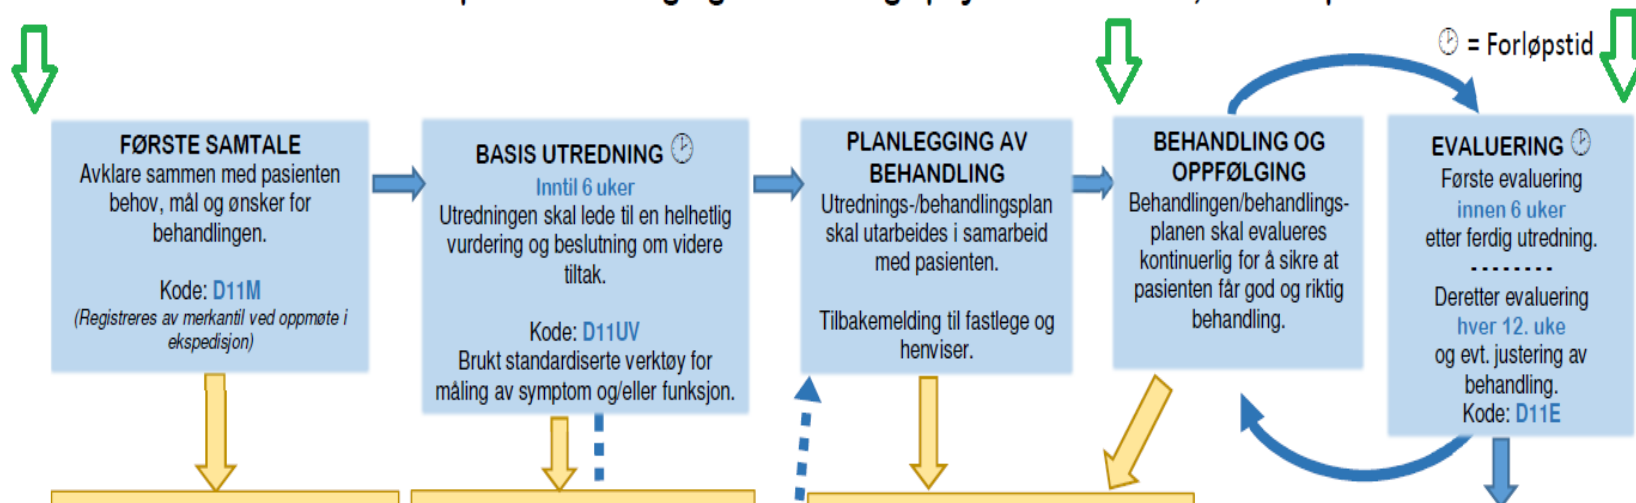 = Forløpstid
FØRSTE SAMTALE
Avklare sammen med pasienten
behov, mål og ønsker for
behandlingen.
Kode: D11M
(Registreres av merkantil ved oppmøte i
ekspedisjon)
BASIS UTREDNING
Inntil 6 uker
Utredningen skal lede til en helhetlig
vurdering og beslutning om videre
tiltak.
Kode: D11UV
Brukt standardiserte verktøy for
måling av symptom og/eller funksjon.
PLANLEGGING AV
BEHANDLING
Utrednings-/behandlingsplan
skal utarbeides i samarbeid
med pasienten.
Tilbakemelding til fastlege og
henviser.
BEHANDLING OG
OPPFØLGING
Behandlingen/behandlings-
planen skal evalueres
kontinuerlig for å sikre at
pasienten får god og riktig
behandling.
EVALUERING
Første evaluering
innen 6 uker
etter ferdig utredning.
--------
Deretter evaluering
hver 12. uke
og evt. justering av
behandling.
Kode: D11E